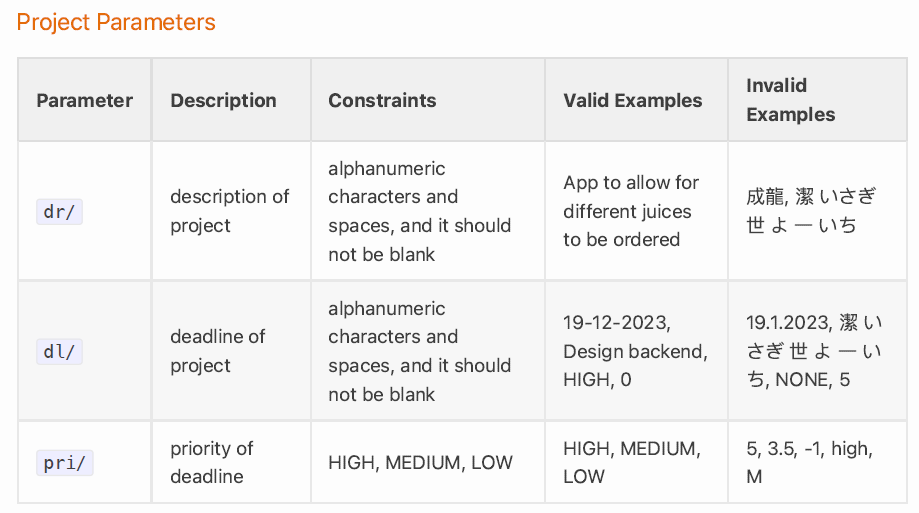 Project Parameters
Parameter
Description
Constraints
Valid Examples
Invalid
Examples
dr/
description of
project
alphanumeric
characters and
spaces, and it should
not be blank
App to allow for
different juices
to be ordered
成龍, 潔 いさぎ
世 よ 一 いち
dl/
deadline of
project
alphanumeric
characters and
spaces, and it should
not be blank
19-12-2023,
Design backend,
HIGH, 0
19.1.2023, 潔 い
さぎ 世 よ 一 い
ち, NONE, 5
pri/
priority of
deadline
HIGH, MEDIUM, LOW
HIGH, MEDIUM,
LOW
5, 3.5, -1, high,
M